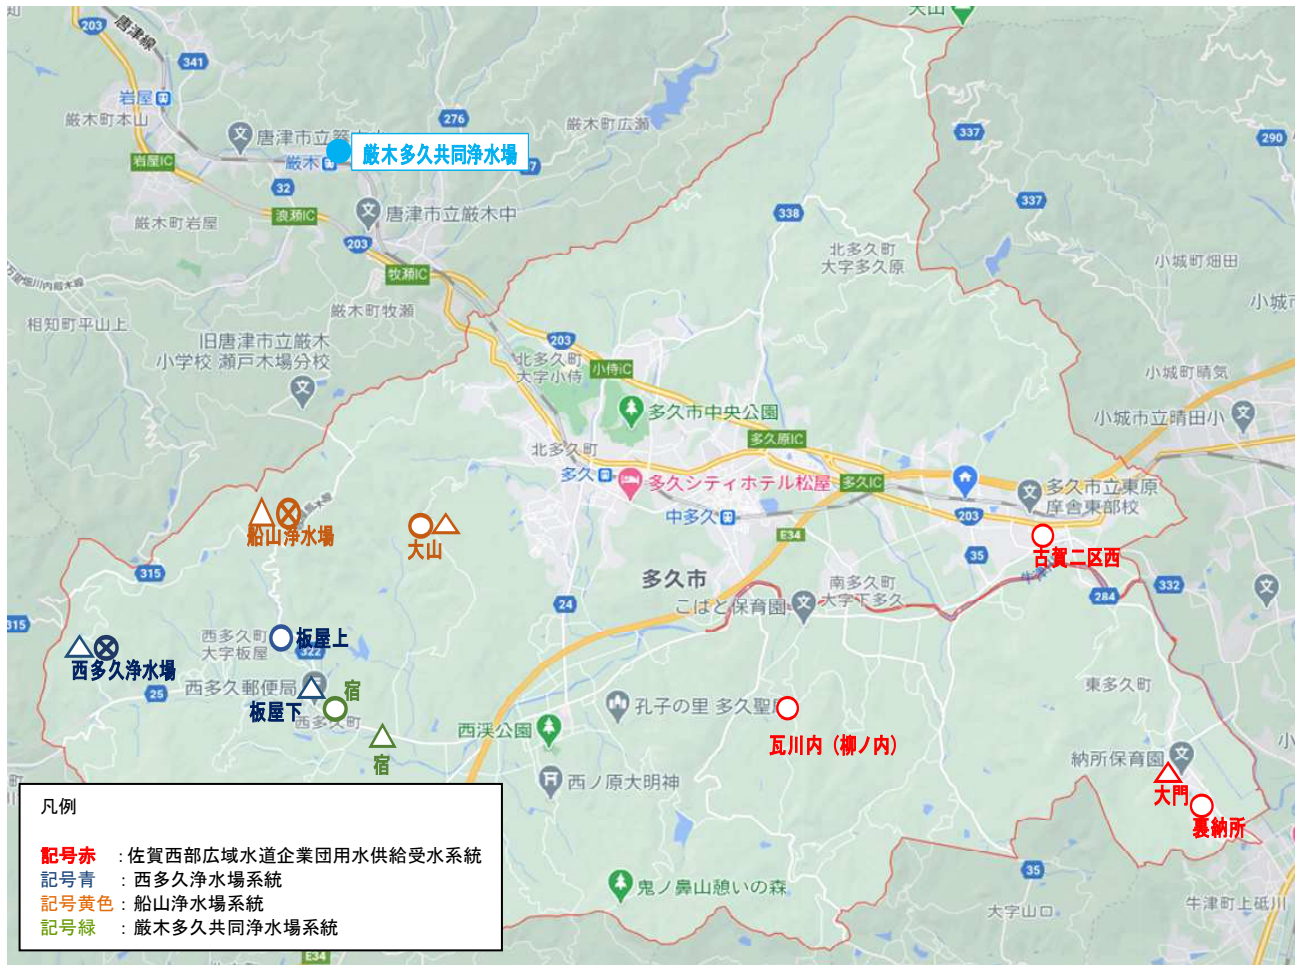 天山
203
唐津線
341
岩屋
厳木町本山
276
厳木町広瀬
337
290
唐津市立厳木小
厳木多久共同浄水場
岩屋IC
厳木
32
337
唐津市立厳木中
浪瀬IC
338
厳木町岩屋
203
北多久町
大字多久原
小城町畑田
牧瀬IC
厳木町牧瀬
相知町平山上
旧唐津市立厳木
小学校 瀬戸木場分校
203
北多久町
大字小侍
小侍IC
小城町晴気
多久市中央公園
小城市立晴田小
多久原IC
北多久町
多久
多久シティホテル松屋
多久IC
多久市立東原
庠舎東部校
中多久
203
船山浄水場
大山
E34
35
古賀二区西
315
多久市
南多久町
大字下多久
こはと保育園
24
284
332
315
西多久町
大字板屋
板屋上
322
西多久浄水場
25
西多久郵便局
宿
板屋下
西多久町
東多久町
孔子の里 多久聖廟
西渓公園
瓦川内（柳ノ内）
宿
納所保育園
西ノ原大明神
大門
裏納所
凡例
記号赤 ：佐賀西部広域水道企業団用水供給受水系統
記号青 ：西多久浄水場系統
記号黄色：船山浄水場系統
記号緑 ：厳木多久共同浄水場系統
鬼ノ鼻山憩いの森
35
大字山口
牛津町上砥川
E34